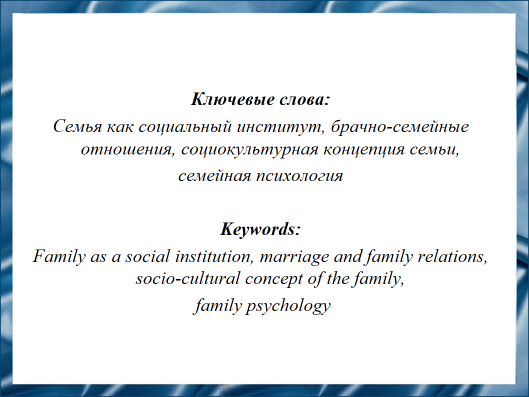 Ключевые слова:
Семья как социальный институт, брачно-семейные
отношения, социокультурная концепция семьи,
семейная психология
Keywords:
Family as a social institution, marriage and family relations,
socio-cultural concept of the family,
family psychology